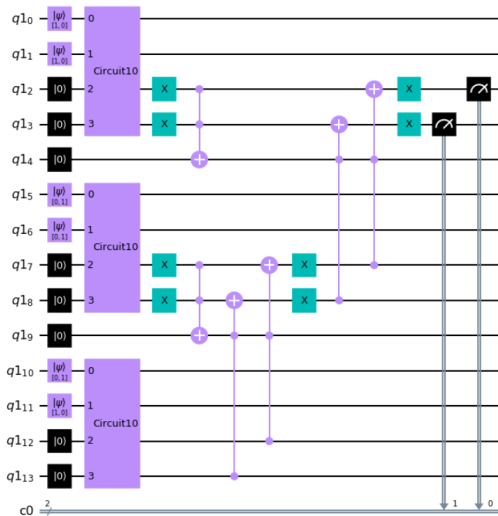 q1₀ |ψ⟩ [1,0] 0
q1₁ |ψ⟩ [1,0] 1
Circuit10
q1₂ |0⟩ 2 X X
q1₃ |0⟩ 3 X X
q1₄ |0⟩
q1₅ |ψ⟩ [0,1] 0
q1₆ |ψ⟩ [0,1] 1
Circuit10
q1₇ |0⟩ 2 X X
q1₈ |0⟩ 3 X X
q1₉ |0⟩
q1₁₀ |ψ⟩ [0,1] 0
q1₁₁ |ψ⟩ [1,0] 1
Circuit10
q1₁₂ |0⟩ 2
q1₁₃ |0⟩ 3
c0 2 1 0